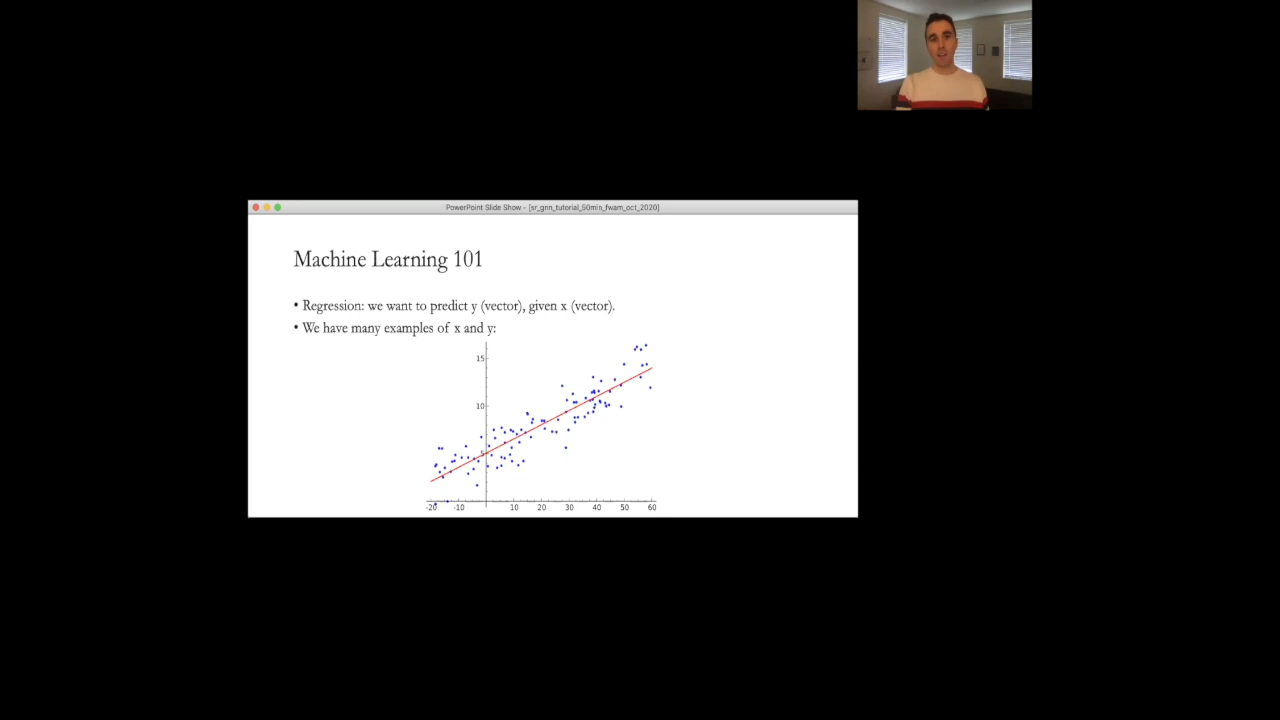 PowerPoint Slide Show - [sr_gnn_tutorial_50min_fwam_oct_2020]
Machine Learning 101
• Regression: we want to predict y (vector), given x (vector).
• We have many examples of x and y:
15
10
5
-20 -10 10 20 30 40 50 60